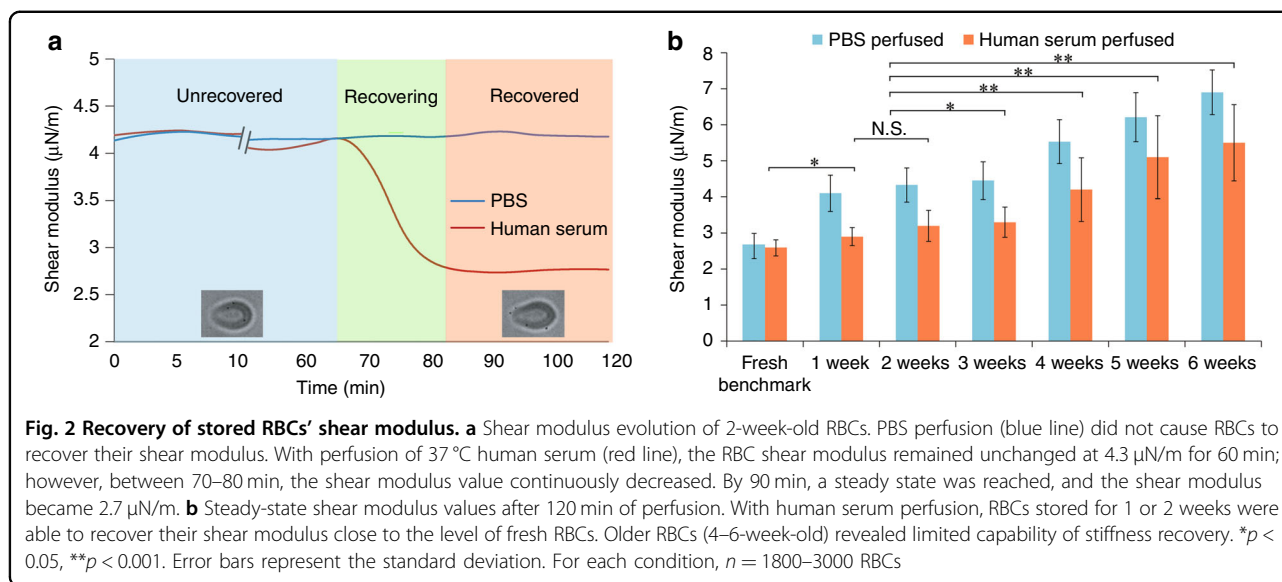 a
5
4.5
4
3.5
3
2.5
2
Shear modulus (µN/m)
Unrecovered
Recovering
Recovered
PBS
Human serum
0 5 10 60 70 80 90 100 120
Time (min)
b
PBS perfused Human serum perfused
8
7
6
5
4
3
2
1
0
Shear modulus (µN/m)
*
N.S.
*
**
**
**
Fresh benchmark
1 week 2 weeks 3 weeks 4 weeks 5 weeks 6 weeks
Fig. 2 Recovery of stored RBCs' shear modulus. a Shear modulus evolution of 2-week-old RBCs. PBS perfusion (blue line) did not cause RBCs to
recover their shear modulus. With perfusion of 37 °C human serum (red line), the RBC shear modulus remained unchanged at 4.3 µN/m for 60 min;
however, between 70–80 min, the shear modulus value continuously decreased. By 90 min, a steady state was reached, and the shear modulus
became 2.7 µN/m. b Steady-state shear modulus values after 120 min of perfusion. With human serum perfusion, RBCs stored for 1 or 2 weeks were
able to recover their shear modulus close to the level of fresh RBCs. Older RBCs (4–6-week-old) revealed limited capability of stiffness recovery. *p <
0.05, **p < 0.001. Error bars represent the standard deviation. For each condition, n = 1800–3000 RBCs